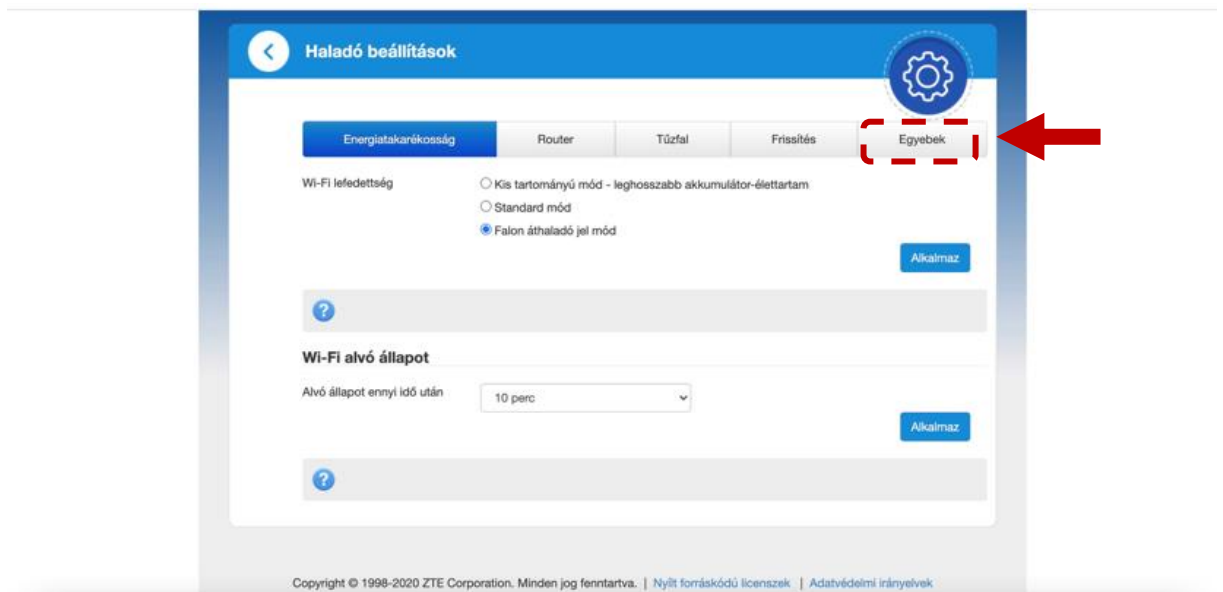 Haladó beállítások
Energiatakarékosság Router Tűzfal Frissítés Egyebek
Wi-Fi lefedettség
Kis tartományú mód - leghosszabb akkumulátor-élettartam
Standard mód
Falon áthaladó jel mód
Alkalmaz
Wi-Fi alvó állapot
Alvó állapot ennyi idő után
10 perc
Alkalmaz
Copyright © 1998-2020 ZTE Corporation. Minden jog fenntartva. | Nyílt forráskódú licenszek | Adatvédelmi irányelvek